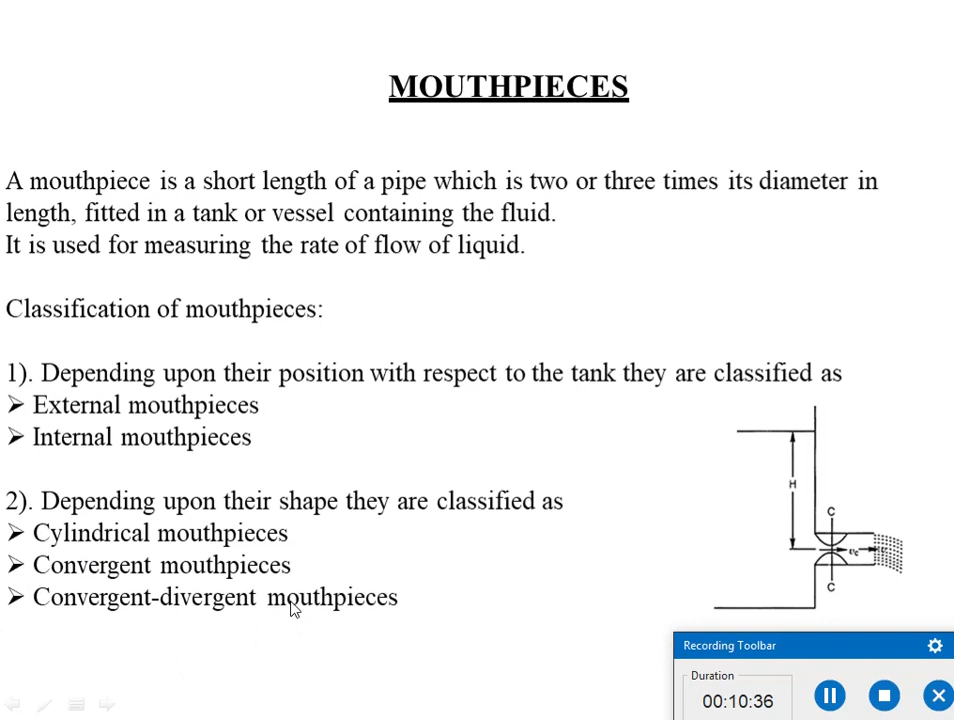 MOUTHPIECES
A mouthpiece is a short length of a pipe which is two or three times its diameter in
length, fitted in a tank or vessel containing the fluid.
It is used for measuring the rate of flow of liquid.
Classification of mouthpieces:
1). Depending upon their position with respect to the tank they are classified as
➢ External mouthpieces
➢ Internal mouthpieces
2). Depending upon their shape they are classified as
➢ Cylindrical mouthpieces
➢ Convergent mouthpieces
➢ Convergent-divergent mouthpieces
H
C
vc
C
Recording Toolbar
Duration
00:10:36